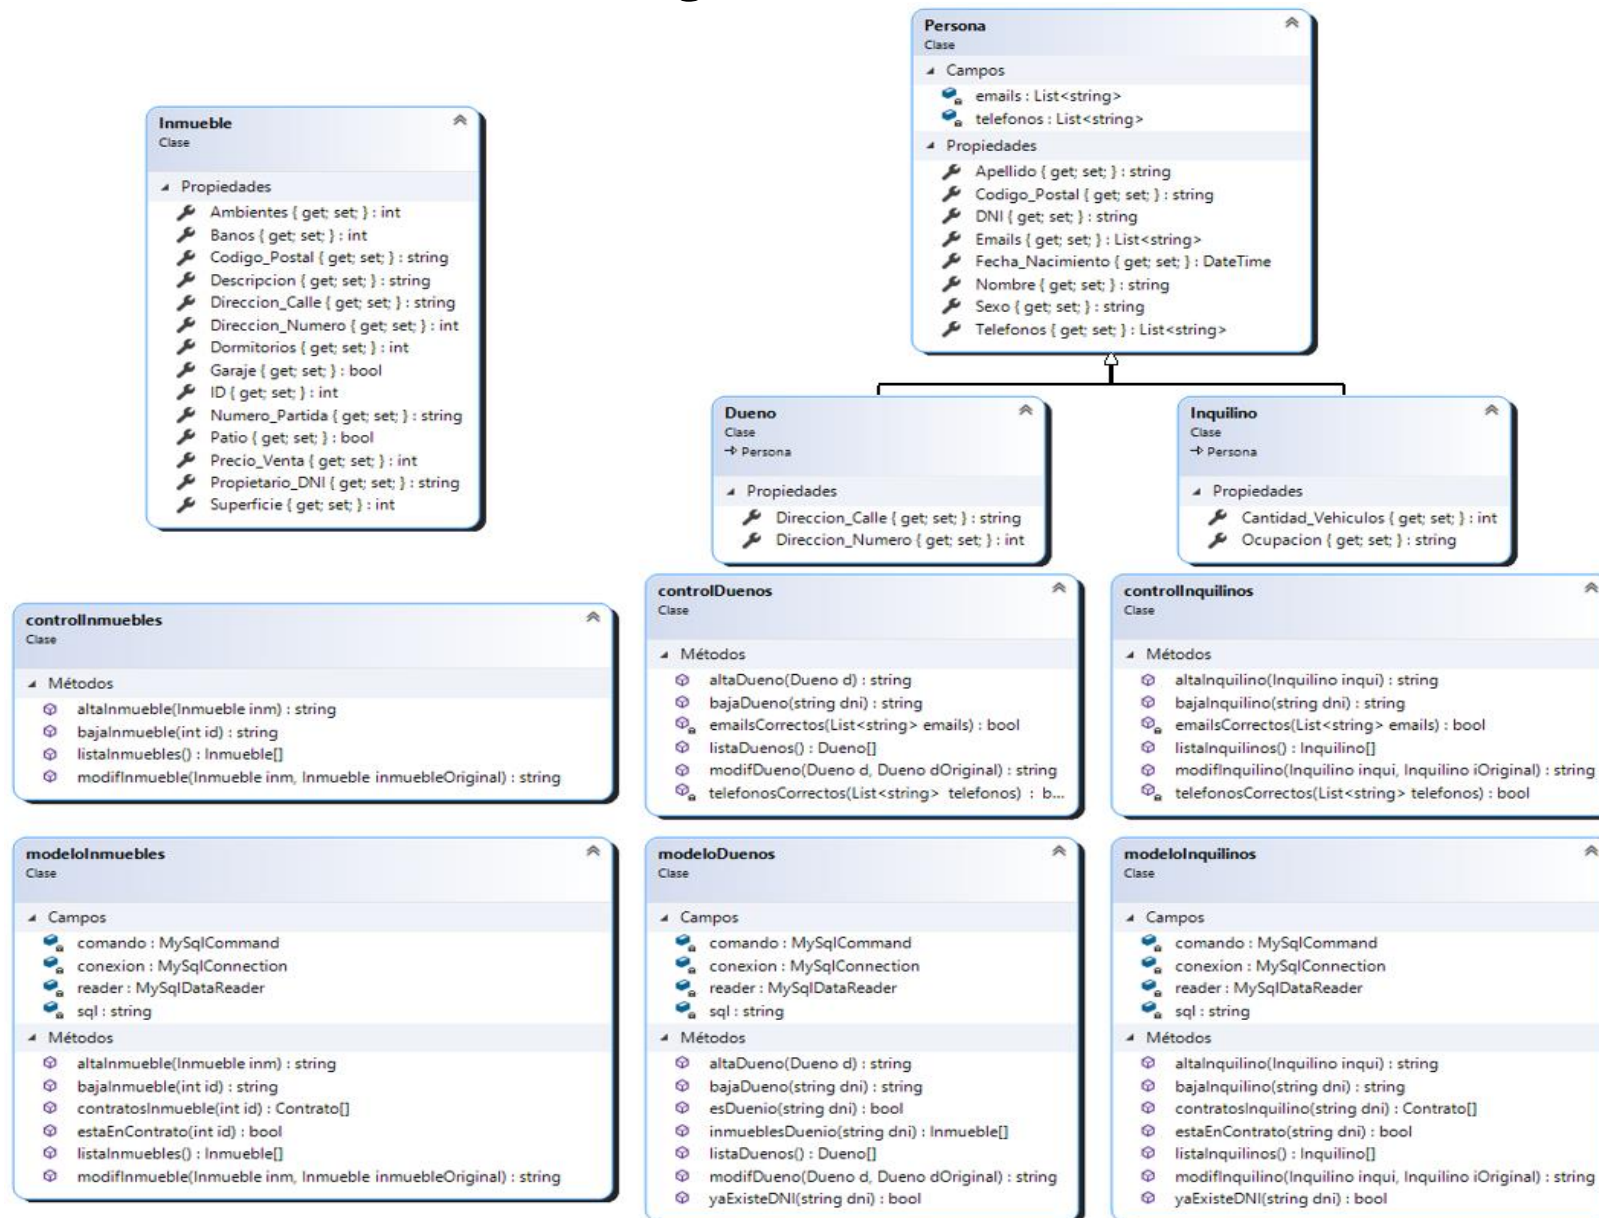 Persona
Clase
Campos
emails : List<string>
telefonos : List<string>
Propiedades
Apellido { get; set; } : string
Codigo_Postal { get; set; } : string
DNI { get; set; } : string
Emails { get; set; } : List<string>
Fecha_Nacimiento { get; set; } : DateTime
Nombre { get; set; } : string
Sexo { get; set; } : string
Telefonos { get; set; } : List<string>
Inmueble
Clase
Propiedades
Ambientes { get; set; } : int
Banos { get; set; } : int
Codigo_Postal { get; set; } : string
Descripcion { get; set; } : string
Direccion_Calle { get; set; } : string
Direccion_Numero { get; set; } : int
Dormitorios { get; set; } : int
Garaje { get; set; } : bool
ID { get; set; } : int
Numero_Partida { get; set; } : string
Patio { get; set; } : bool
Precio_Venta { get; set; } : int
Propietario_DNI { get; set; } : string
Superficie { get; set; } : int
Dueno
Clase
Persona
Propiedades
Direccion_Calle { get; set; } : string
Direccion_Numero { get; set; } : int
Inquilino
Clase
Persona
Propiedades
Cantidad_Vehiculos { get; set; } : int
Ocupacion { get; set; } : string
controlInmuebles
Clase
Métodos
altaInmueble(Inmueble inm) : string
bajaInmueble(int id) : string
listaInmuebles() : Inmueble[]
modifInmueble(Inmueble inm, Inmueble inmuebleOriginal) : string
controlDuenos
Clase
Métodos
altaDueno(Dueno d) : string
bajaDueno(string dni) : string
emailsCorrectos(List<string> emails) : bool
listaDuenos() : Dueno[]
modifDueno(Dueno d, Dueno dOriginal) : string
telefonosCorrectos(List<string> telefonos) : b...
controlInquilinos
Clase
Métodos
altaInquilino(Inquilino inqui) : string
bajaInquilino(string dni) : string
emailsCorrectos(List<string> emails) : bool
listaInquilinos() : Inquilino[]
modifInquilino(Inquilino inqui, Inquilino iOriginal) : string
telefonosCorrectos(List<string> telefonos) : bool
modeloInmuebles
Clase
Campos
comando : MySqlCommand
conexion : MySqlConnection
reader : MySqlDataReader
sql : string
Métodos
altaInmueble(Inmueble inm) : string
bajaInmueble(int id) : string
contratosInmueble(int id) : Contrato[]
estaEnContrato(int id) : bool
listaInmuebles() : Inmueble[]
modifInmueble(Inmueble inm, Inmueble inmuebleOriginal) : string
modeloDuenos
Clase
Campos
comando : MySqlCommand
conexion : MySqlConnection
reader : MySqlDataReader
sql : string
Métodos
altaDueno(Dueno d) : string
bajaDueno(string dni) : string
esDuenio(string dni) : bool
inmueblesDuenio(string dni) : Inmueble[]
listaDuenos() : Dueno[]
modifDueno(Dueno d, Dueno dOriginal) : string
yaExisteDNI(string dni) : bool
modeloInquilinos
Clase
Campos
comando : MySqlCommand
conexion : MySqlConnection
reader : MySqlDataReader
sql : string
Métodos
altaInquilino(Inquilino inqui) : string
bajaInquilino(string dni) : string
contratosInquilino(string dni) : Contrato[]
estaEnContrato(string dni) : bool
listaInquilinos() : Inquilino[]
modifInquilino(Inquilino inqui, Inquilino iOriginal) : string
yaExisteDNI(string dni) : bool